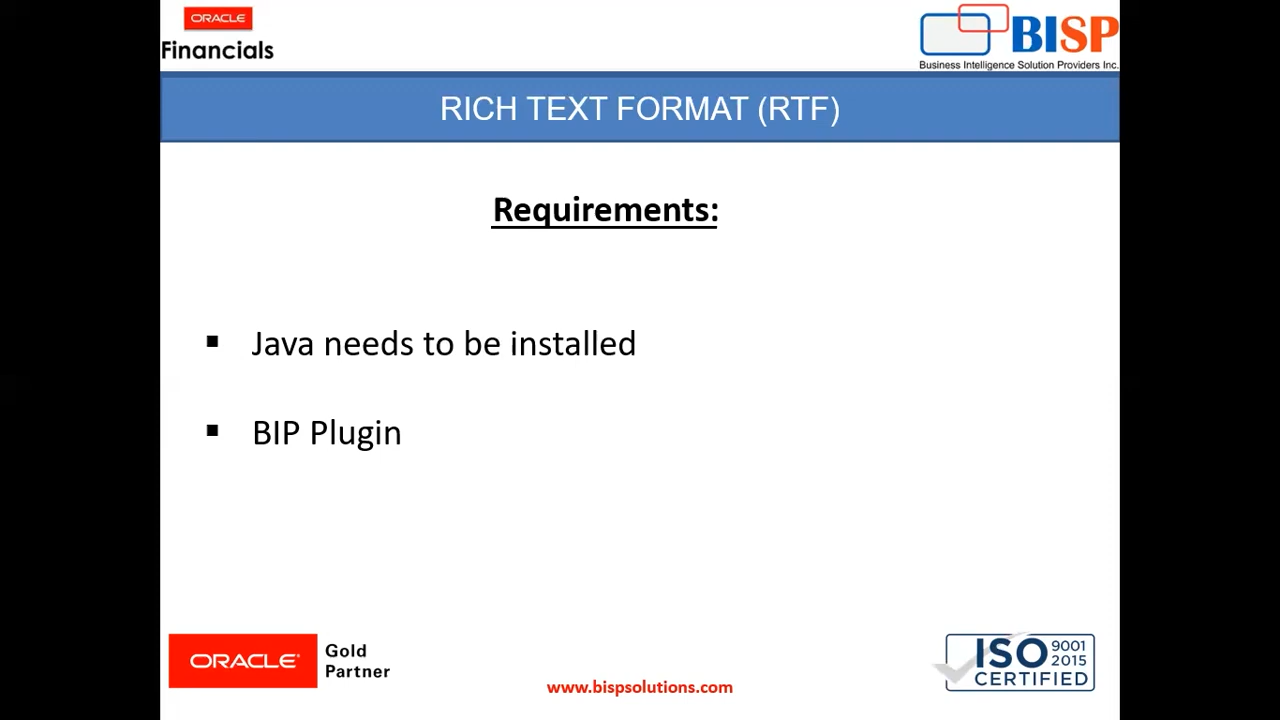 ORACLE
Financials
BISP
Business Intelligence Solution Providers Inc.
RICH TEXT FORMAT (RTF)
Requirements:
▪ Java needs to be installed
▪ BIP Plugin
ORACLE®
Gold
Partner
www.bispsolutions.com
ISO 9001
2015
CERTIFIED